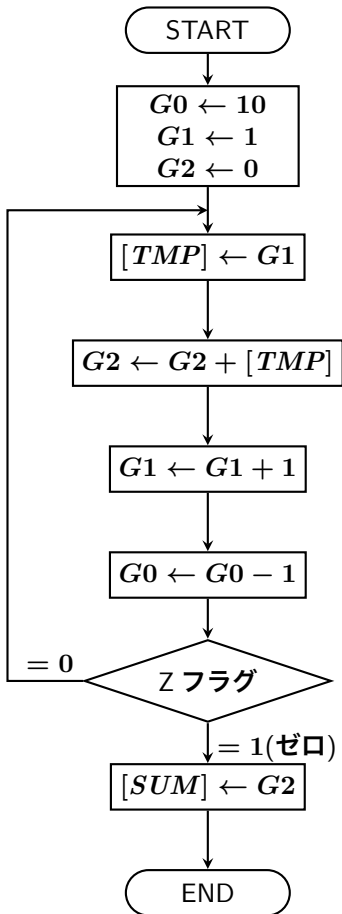 START
G0 ← 10
G1 ← 1
G2 ← 0
[TMP] ← G1
G2 ← G2 + [TMP]
G1 ← G1 + 1
G0 ← G0 − 1
= 0
Z フラグ
= 1(ゼロ)
[SUM] ← G2
END